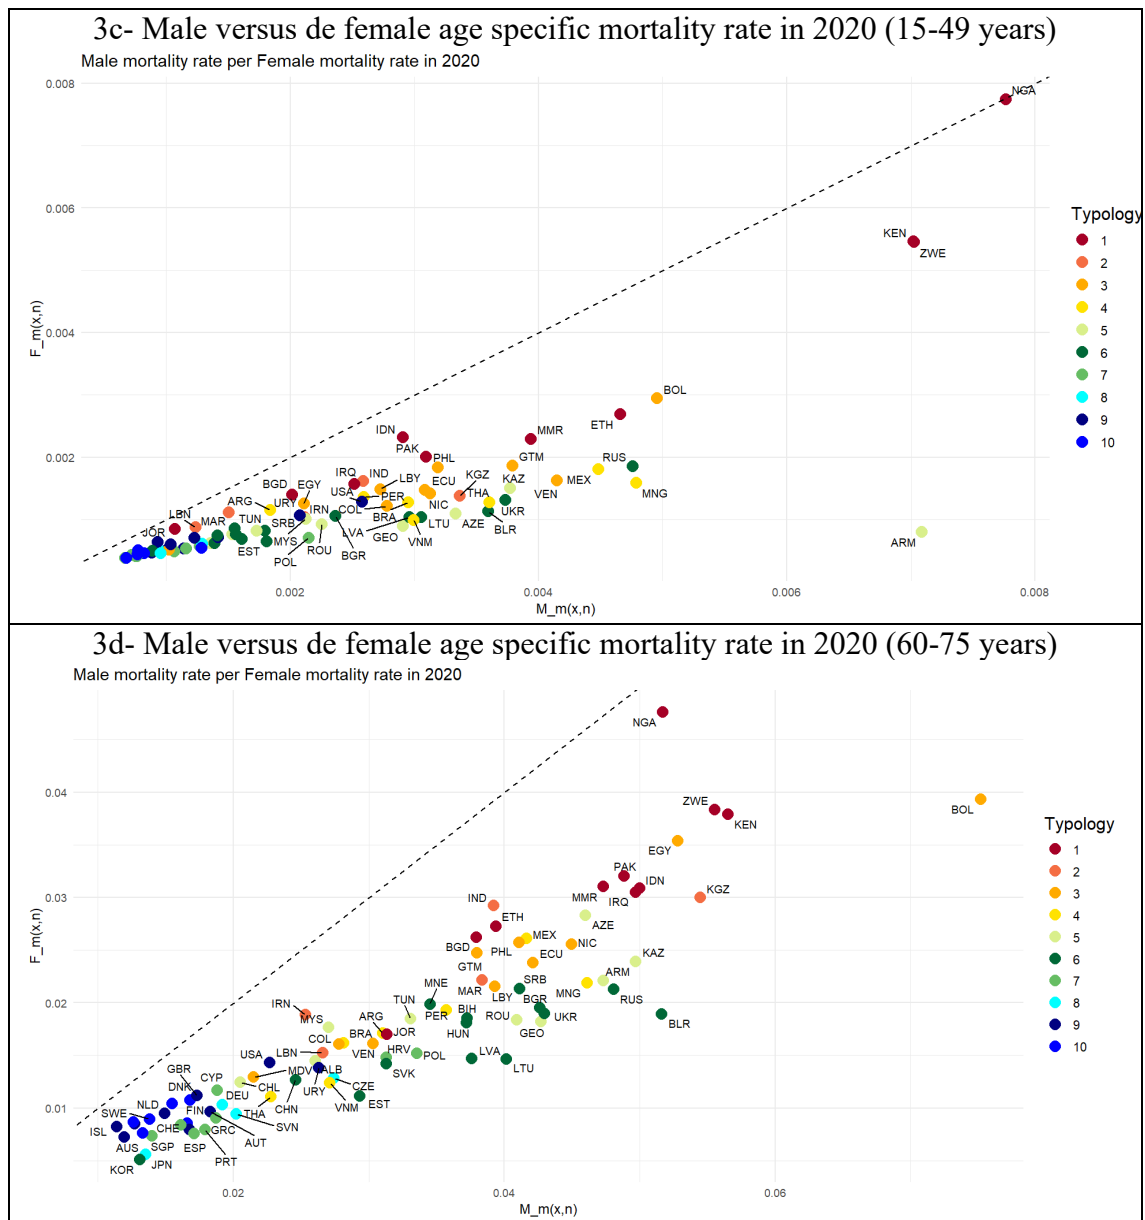 3c- Male versus de female age specific mortality rate in 2020 (15-49 years)
Male mortality rate per Female mortality rate in 2020
0.008
0.006
0.004
0.002
F_m(x,n)
NGA
KEN
ZWE
BOL
ETH
IDN
MMR
PAK
PHL
GTM
RUS
IRQ
IND
LBY
KGZ
KAZ
BGD
EGY
USA
PER
ECU
THA
VEN
MEX
MNG
ARG
URY
IRN
COL
NIC
UKR
LBN
MAR
TUN
SRB
BRA
LTU
AZE
BLR
JOR
MYS
LVA
GEO
VNM
EST
ROU
POL
BGR
ARM
0.002
0.004
0.006
0.008
M_m(x,n)
Typology
1
2
3
4
5
6
7
8
9
10
3d- Male versus de female age specific mortality rate in 2020 (60-75 years)
Male mortality rate per Female mortality rate in 2020
0.04
0.03
0.02
0.01
F_m(x,n)
NGA
ZWE
KEN
BOL
EGY
PAK
IDN
MMR
IRQ
KGZ
IND
ETH
AZE
BGD
PHL
MEX
NIC
ECU
KAZ
GTM
MAR
LBY
SRB
MNG
ARM
MNE
BGR
RUS
IRN
TUN
PER
BIH
ROU
UKR
BLR
MYS
ARG
JOR
HUN
GEO
COL
BRA
VEN
HRV
POL
LVA
LTU
USA
LBN
SVK
GBR
MDV
ALB
CZE
CYP
CHL
URY
EST
DNK
DEU
CHN
VNM
NLD
FIN
THA
SWE
SVN
ISL
CHE
GRC
AUT
AUS
SGP
ESP
PRT
KOR
JPN
0.02
0.04
0.06
M_m(x,n)
Typology
1
2
3
4
5
6
7
8
9
10